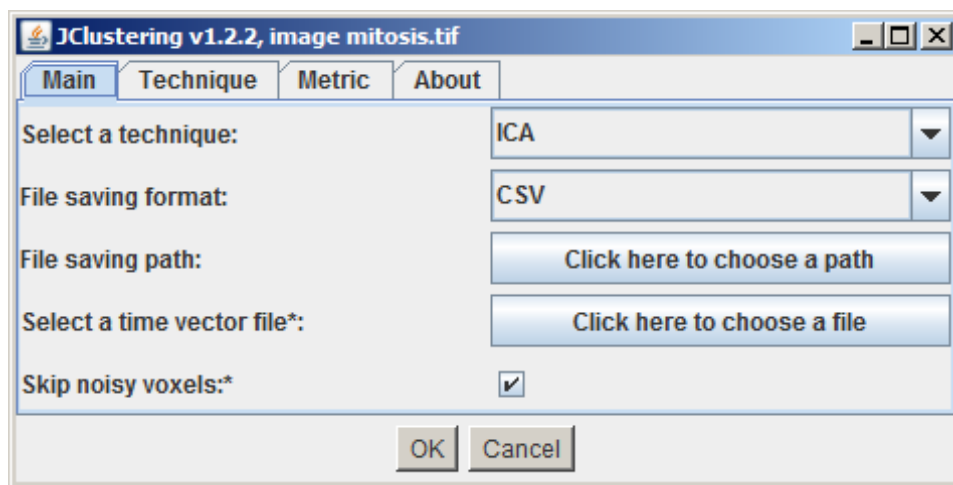 JClustering v1.2.2, image mitosis.tif
Main Technique Metric About
Select a technique: ICA
File saving format: CSV
File saving path: Click here to choose a path
Select a time vector file*: Click here to choose a file
Skip noisy voxels:*
OK Cancel